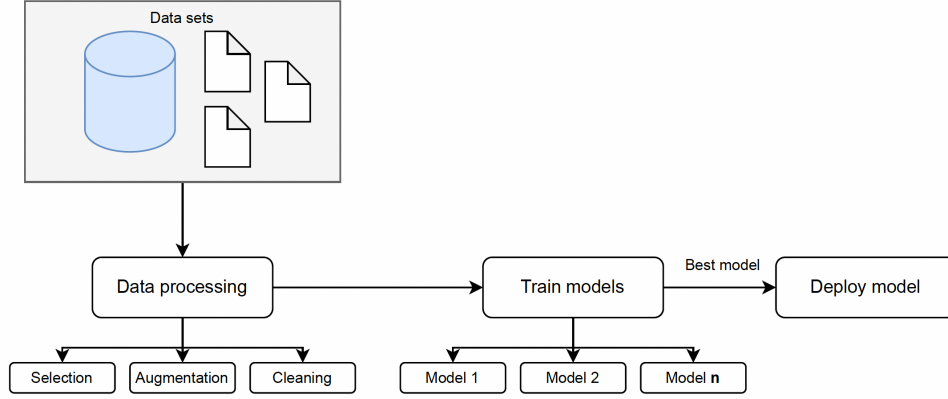 Data sets
Data processing
Train models
Best model
Deploy model
Selection
Augmentation
Cleaning
Model 1
Model 2
Model n